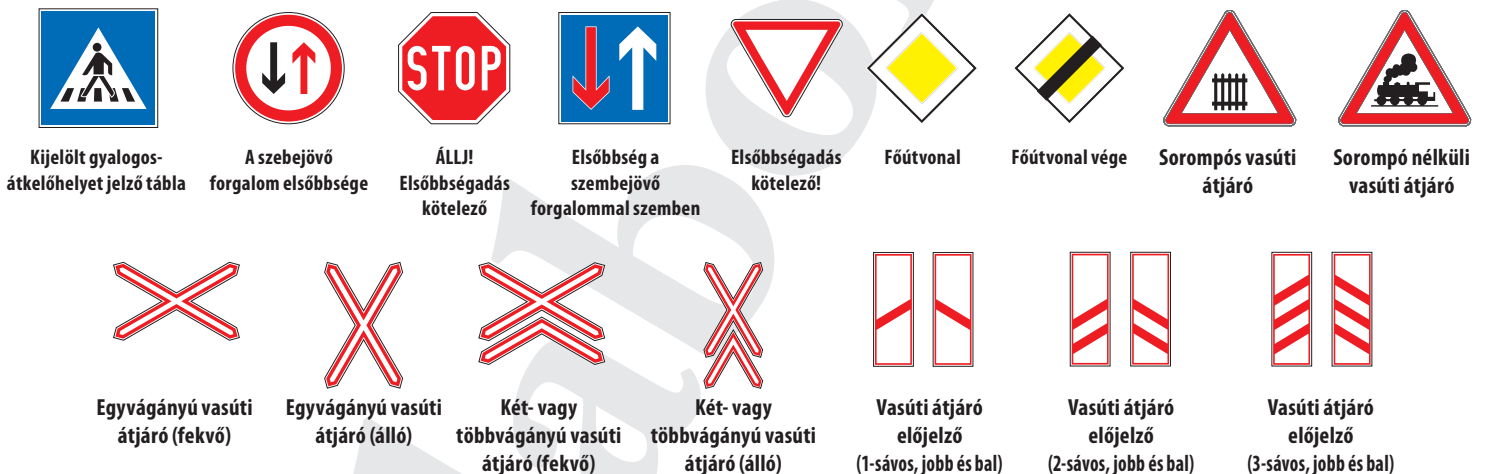 STOP
Kijelölt gyalogos-
átkelőhelyet jelző tábla
A szebejövő
forgalom elsőbbsége
ÁLLJ!
Elsőbbségadás
kötelező
Elsőbbség a
szembejövő
forgalommal szemben
Elsőbbségadás
kötelező!
Főútvonal
Főútvonal vége
Sorompós vasúti
átjáró
Sorompó nélküli
vasúti átjáró
Egyvágányú vasúti
átjáró (fekvő)
Egyvágányú vasúti
átjáró (álló)
Két- vagy
többvágányú vasúti
átjáró (fekvő)
Két- vagy
többvágányú vasúti
átjáró (álló)
Vasúti átjáró
előjelző
(1-sávos, jobb és bal)
Vasúti átjáró
előjelző
(2-sávos, jobb és bal)
Vasúti átjáró
előjelző
(3-sávos, jobb és bal)